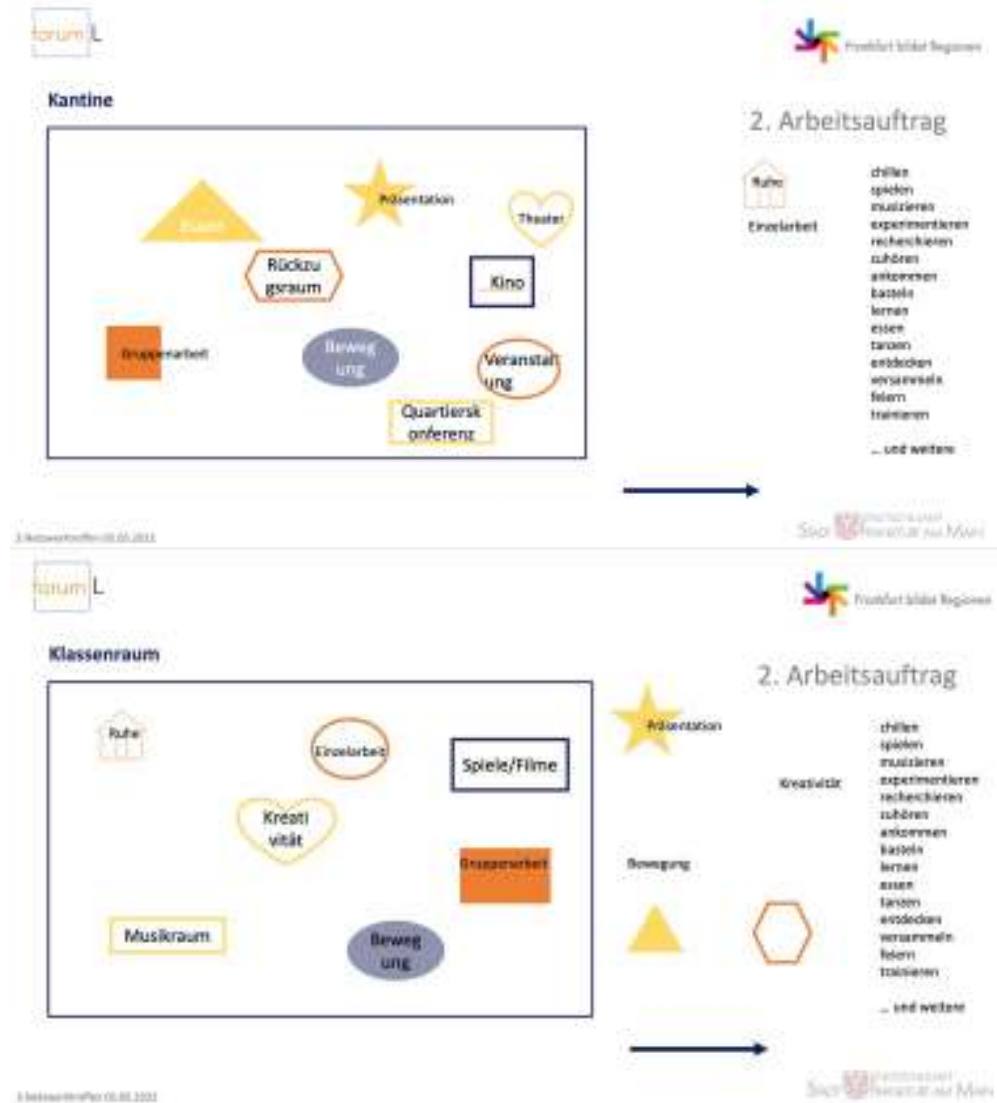 forum L
Frankfurt bildet Regionen
Kantine
2. Arbeitsauftrag
Essen
Präsentation
Theater
Rückzu
gsraum
Kino
Gruppenarbeit
Beweg
ung
Veranstalt
ung
Quartiersk
onferenz
Ruhe
Einzelarbeit
chillen
spielen
musizieren
experimentieren
recherchieren
zuhören
ankommen
basteln
lernen
essen
tanzen
entdecken
versammeln
feiern
trainieren
... und weitere
STADT FRANKFURT AM MAIN
forum L
Frankfurt bildet Regionen
Klassenraum
2. Arbeitsauftrag
Ruhe
Einzelarbeit
Spiele/Filme
Kreati
vität
Gruppenarbeit
Musikraum
Beweg
ung
Präsentation
Kreativität
Bewegung
chillen
spielen
musizieren
experimentieren
recherchieren
zuhören
ankommen
basteln
lernen
essen
tanzen
entdecken
versammeln
feiern
trainieren
... und weitere
STADT FRANKFURT AM MAIN